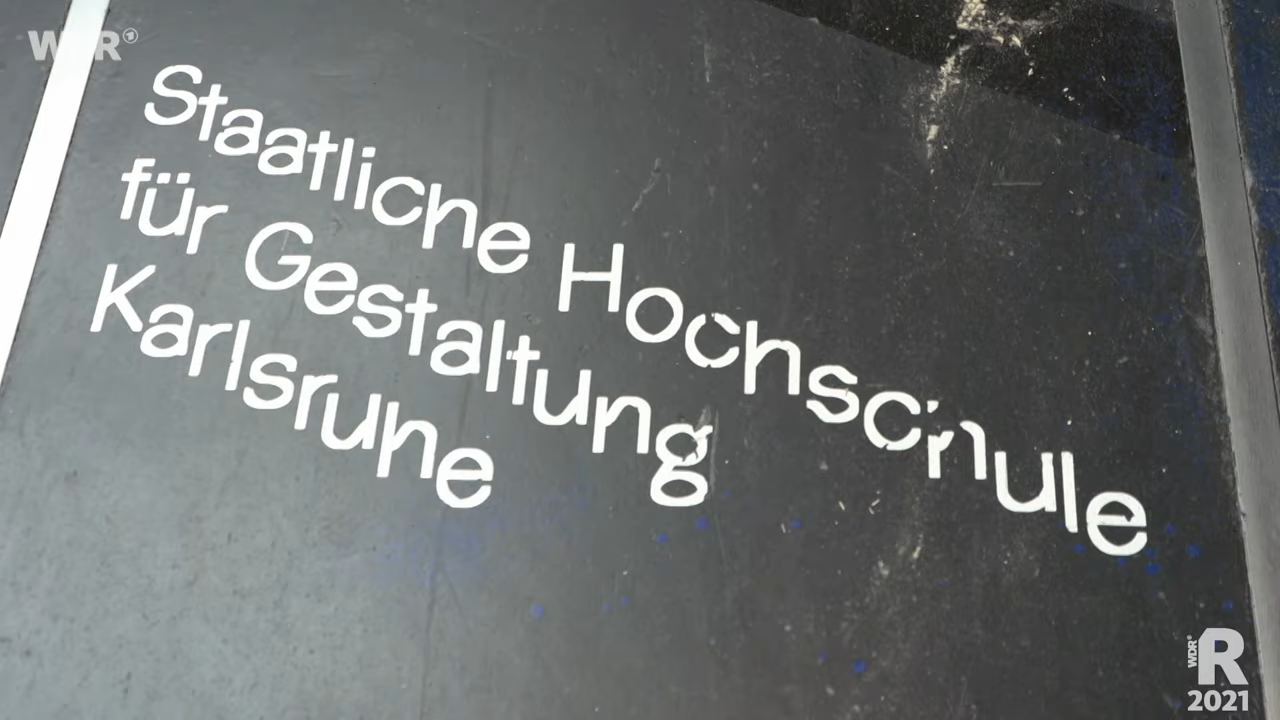 WDR
Staatliche Hochschule
für Gestaltung
Karlsruhe
WDR®
R
2021